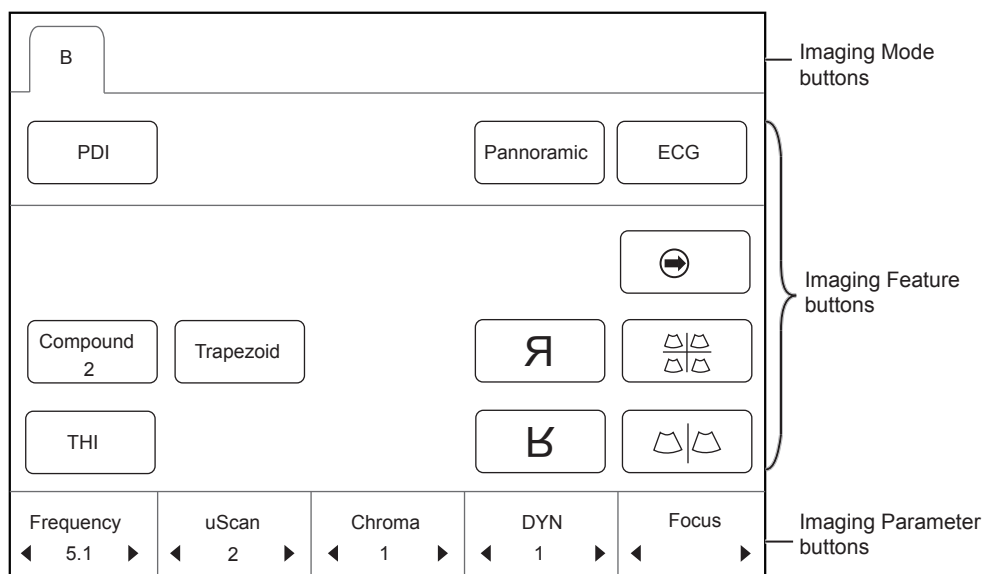 B
Imaging Mode
buttons
PDI
Pannoramic
ECG
Imaging Feature
buttons
Compound
2
Trapezoid
Я
THI
R
Frequency
5.1
uScan
2
Chroma
1
DYN
1
Focus
Imaging Parameter
buttons